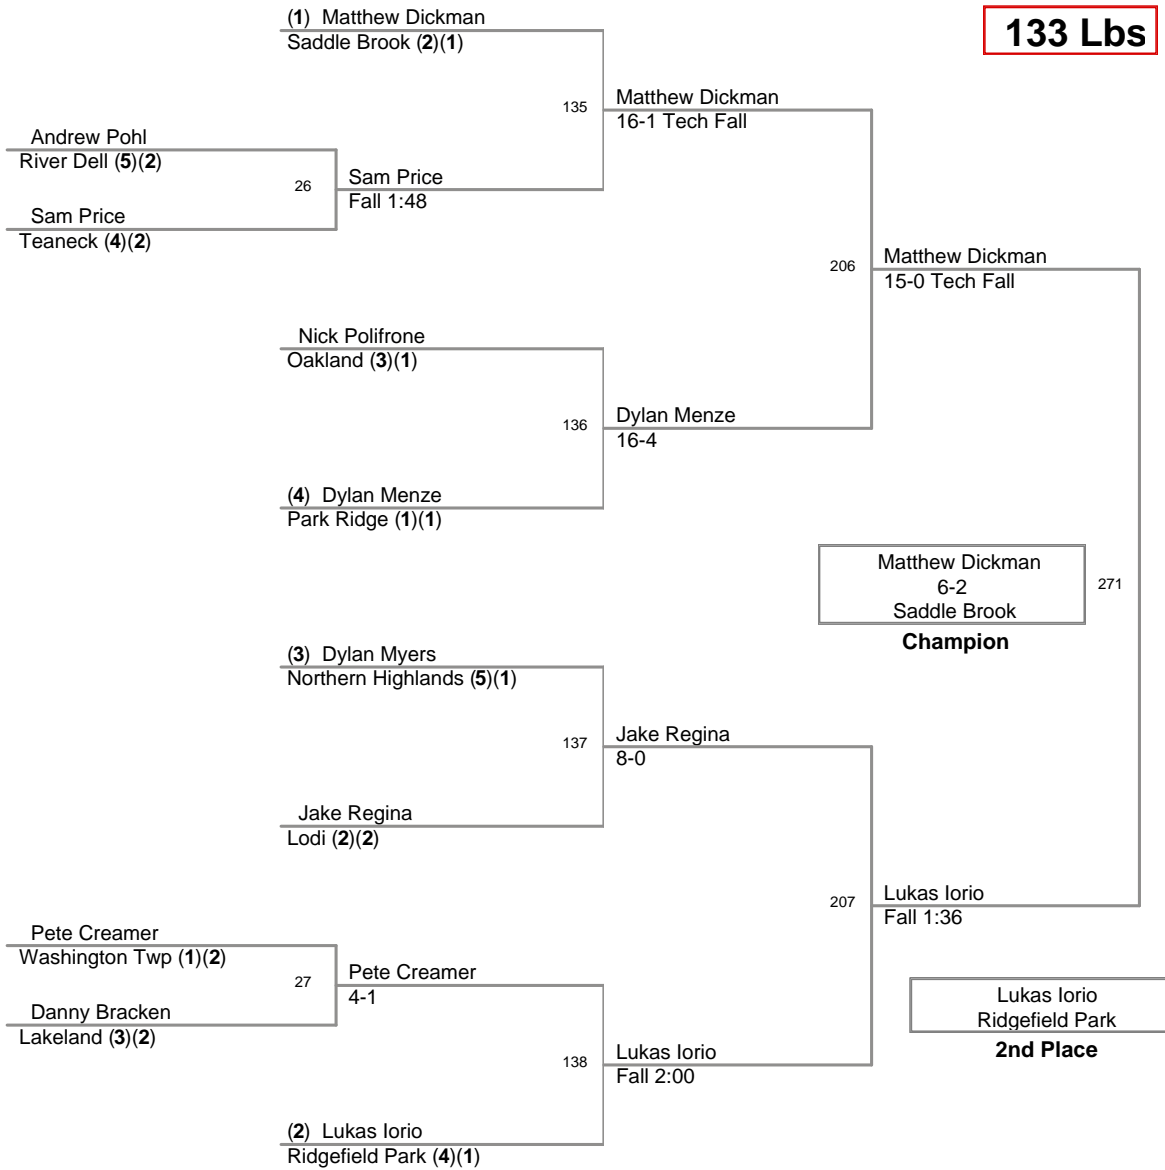 (1) Matthew Dickman
Saddle Brook (2)(1)
133 Lbs
135
Matthew Dickman
16-1 Tech Fall
Andrew Pohl
River Dell (5)(2)
26
Sam Price
Fall 1:48
Sam Price
Teaneck (4)(2)
206
Matthew Dickman
15-0 Tech Fall
Nick Polifrone
Oakland (3)(1)
136
Dylan Menze
16-4
(4) Dylan Menze
Park Ridge (1)(1)
Matthew Dickman
6-2
Saddle Brook
Champion
271
(3) Dylan Myers
Northern Highlands (5)(1)
137
Jake Regina
8-0
Jake Regina
Lodi (2)(2)
207
Lukas Iorio
Fall 1:36
Pete Creamer
Washington Twp (1)(2)
27
Pete Creamer
4-1
Danny Bracken
Lakeland (3)(2)
Lukas Iorio
Ridgefield Park
2nd Place
138
Lukas Iorio
Fall 2:00
(2) Lukas Iorio
Ridgefield Park (4)(1)